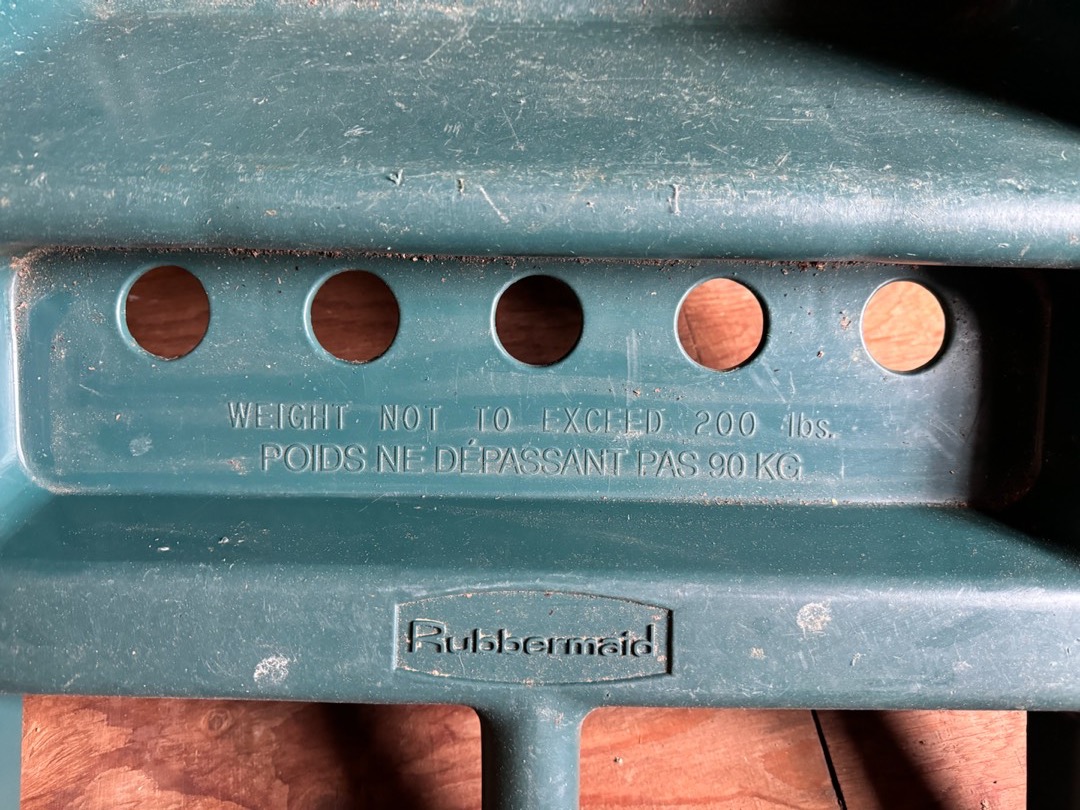 WEIGHT NOT TO EXCEED 200 lbs.
POIDS NE DÉPASSANT PAS 90 KG
Rubbermaid